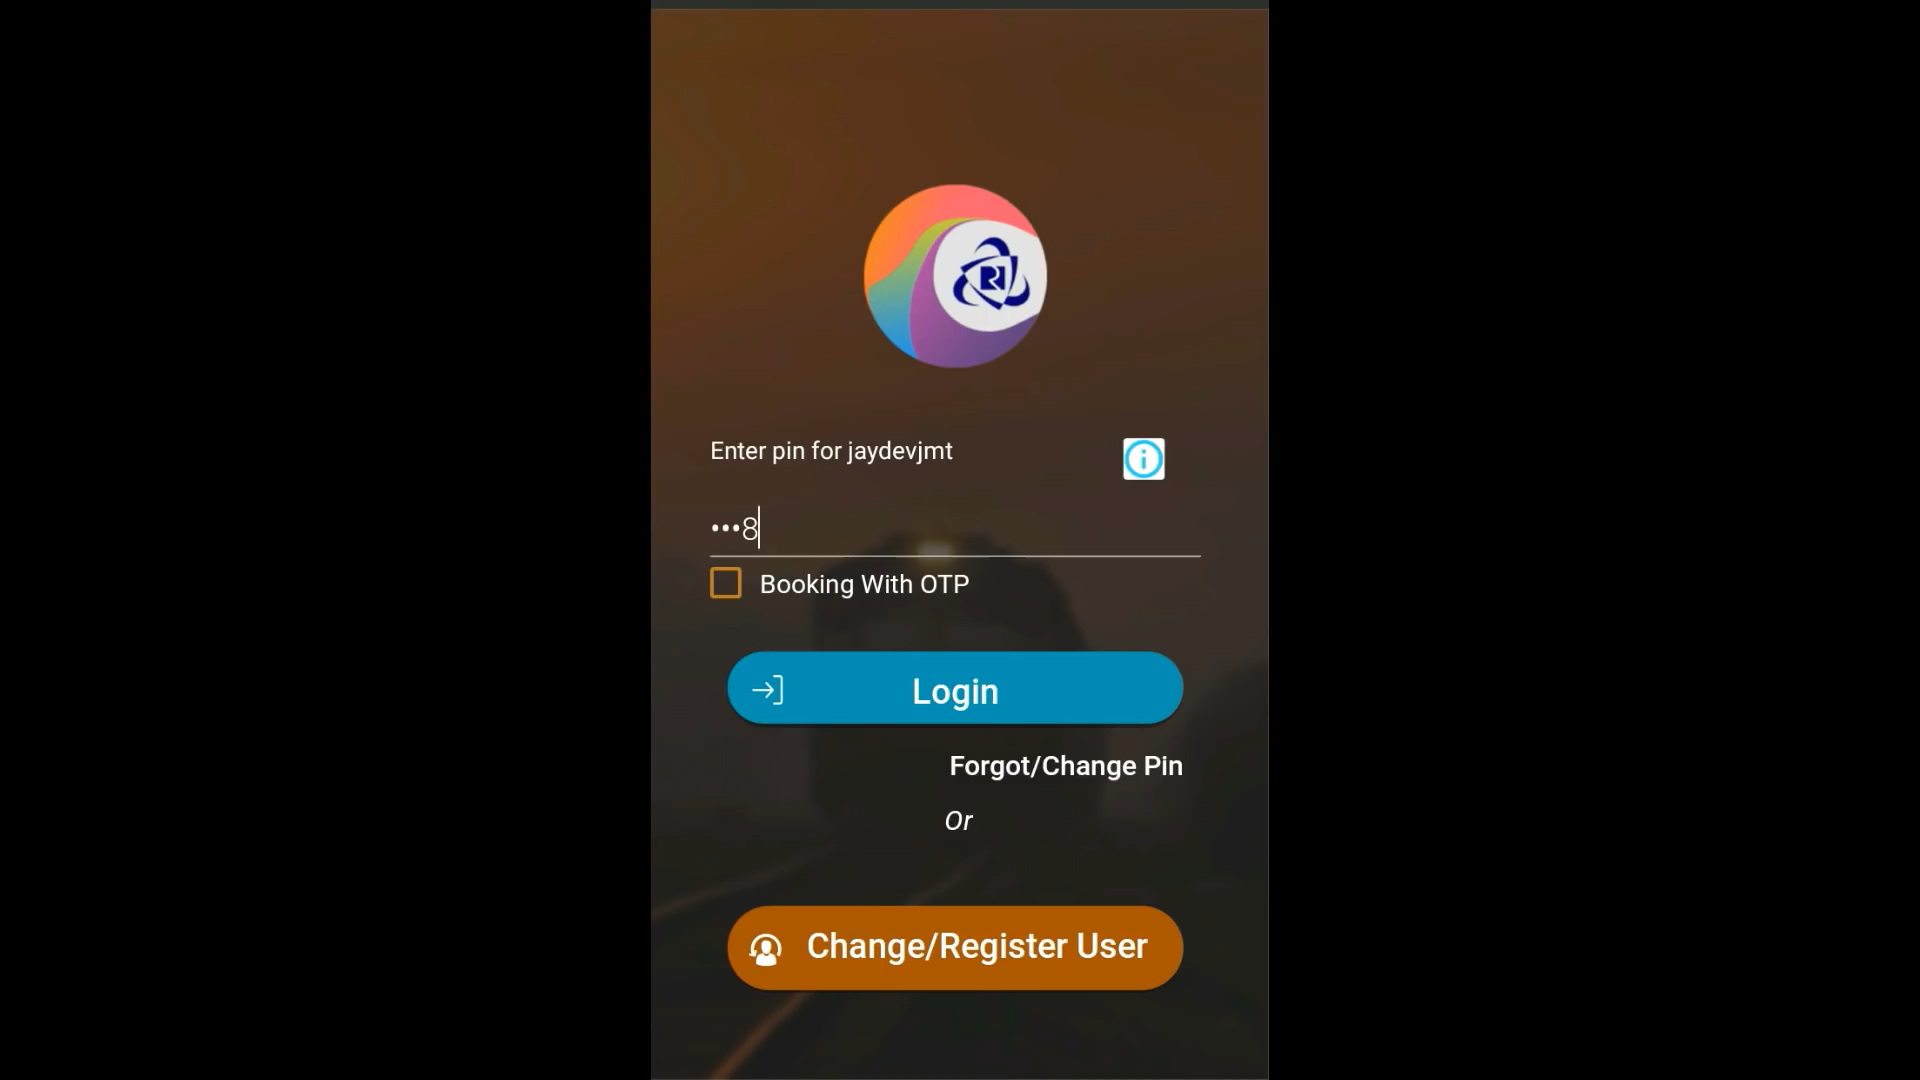 Enter pin for jaydevjmt
•••8
Booking With OTP
Login
Forgot/Change Pin
Or
Change/Register User